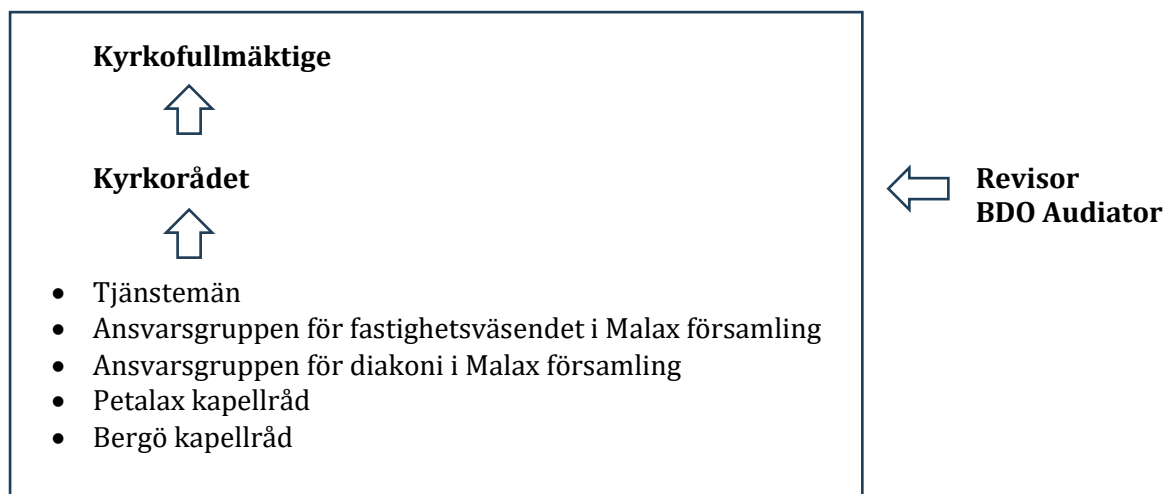 Kyrkofullmäktige
Kyrkorådet
Revisor
BDO Audiator
• Tjänstemän
• Ansvarsgruppen för fastighetsväsendet i Malax församling
• Ansvarsgruppen för diakoni i Malax församling
• Petalax kapellråd
• Bergö kapellråd